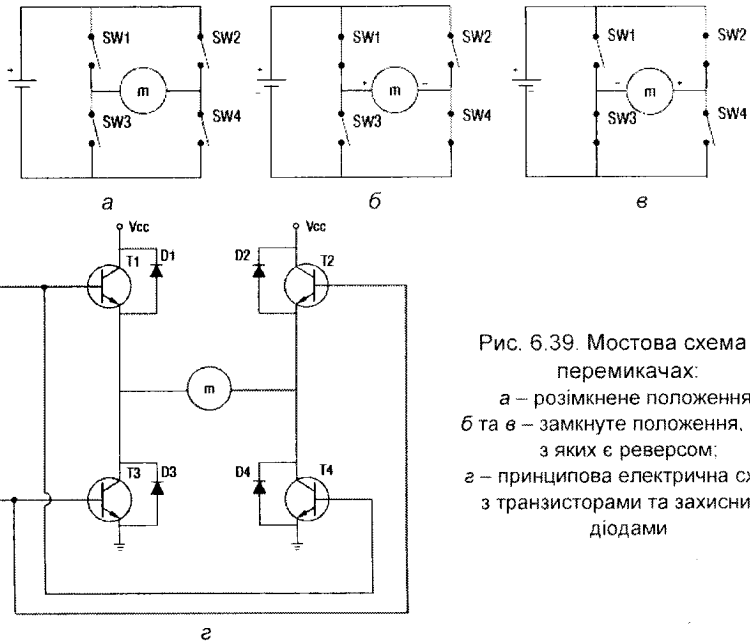 SW1
SW2
+
m
SW3
SW4
а
SW1
SW2
+
–
+
–
m
SW3
SW4
б
SW1
SW2
+
–
–
+
m
SW3
SW4
в
Vcc
Vcc
T1
D1
D2
T2
m
T3
D3
D4
T4
г
Рис. 6.39. Мостова схема
перемикачах:
а – розімкнене положення
б та в – замкнуте положення,
з яких є реверсом;
г – принципова електрична сх
з транзисторами та захисни
діодами